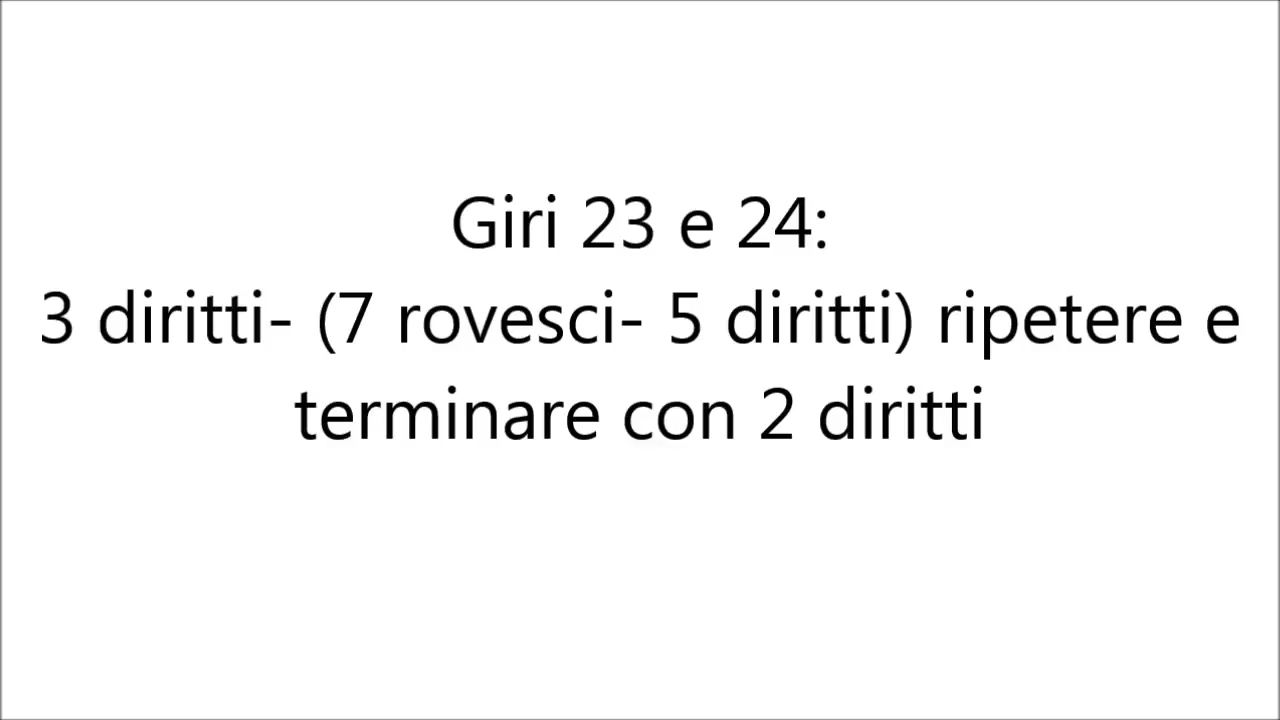 Giri 23 e 24:
3 diritti- (7 rovesci- 5 diritti) ripetere e
terminare con 2 diritti